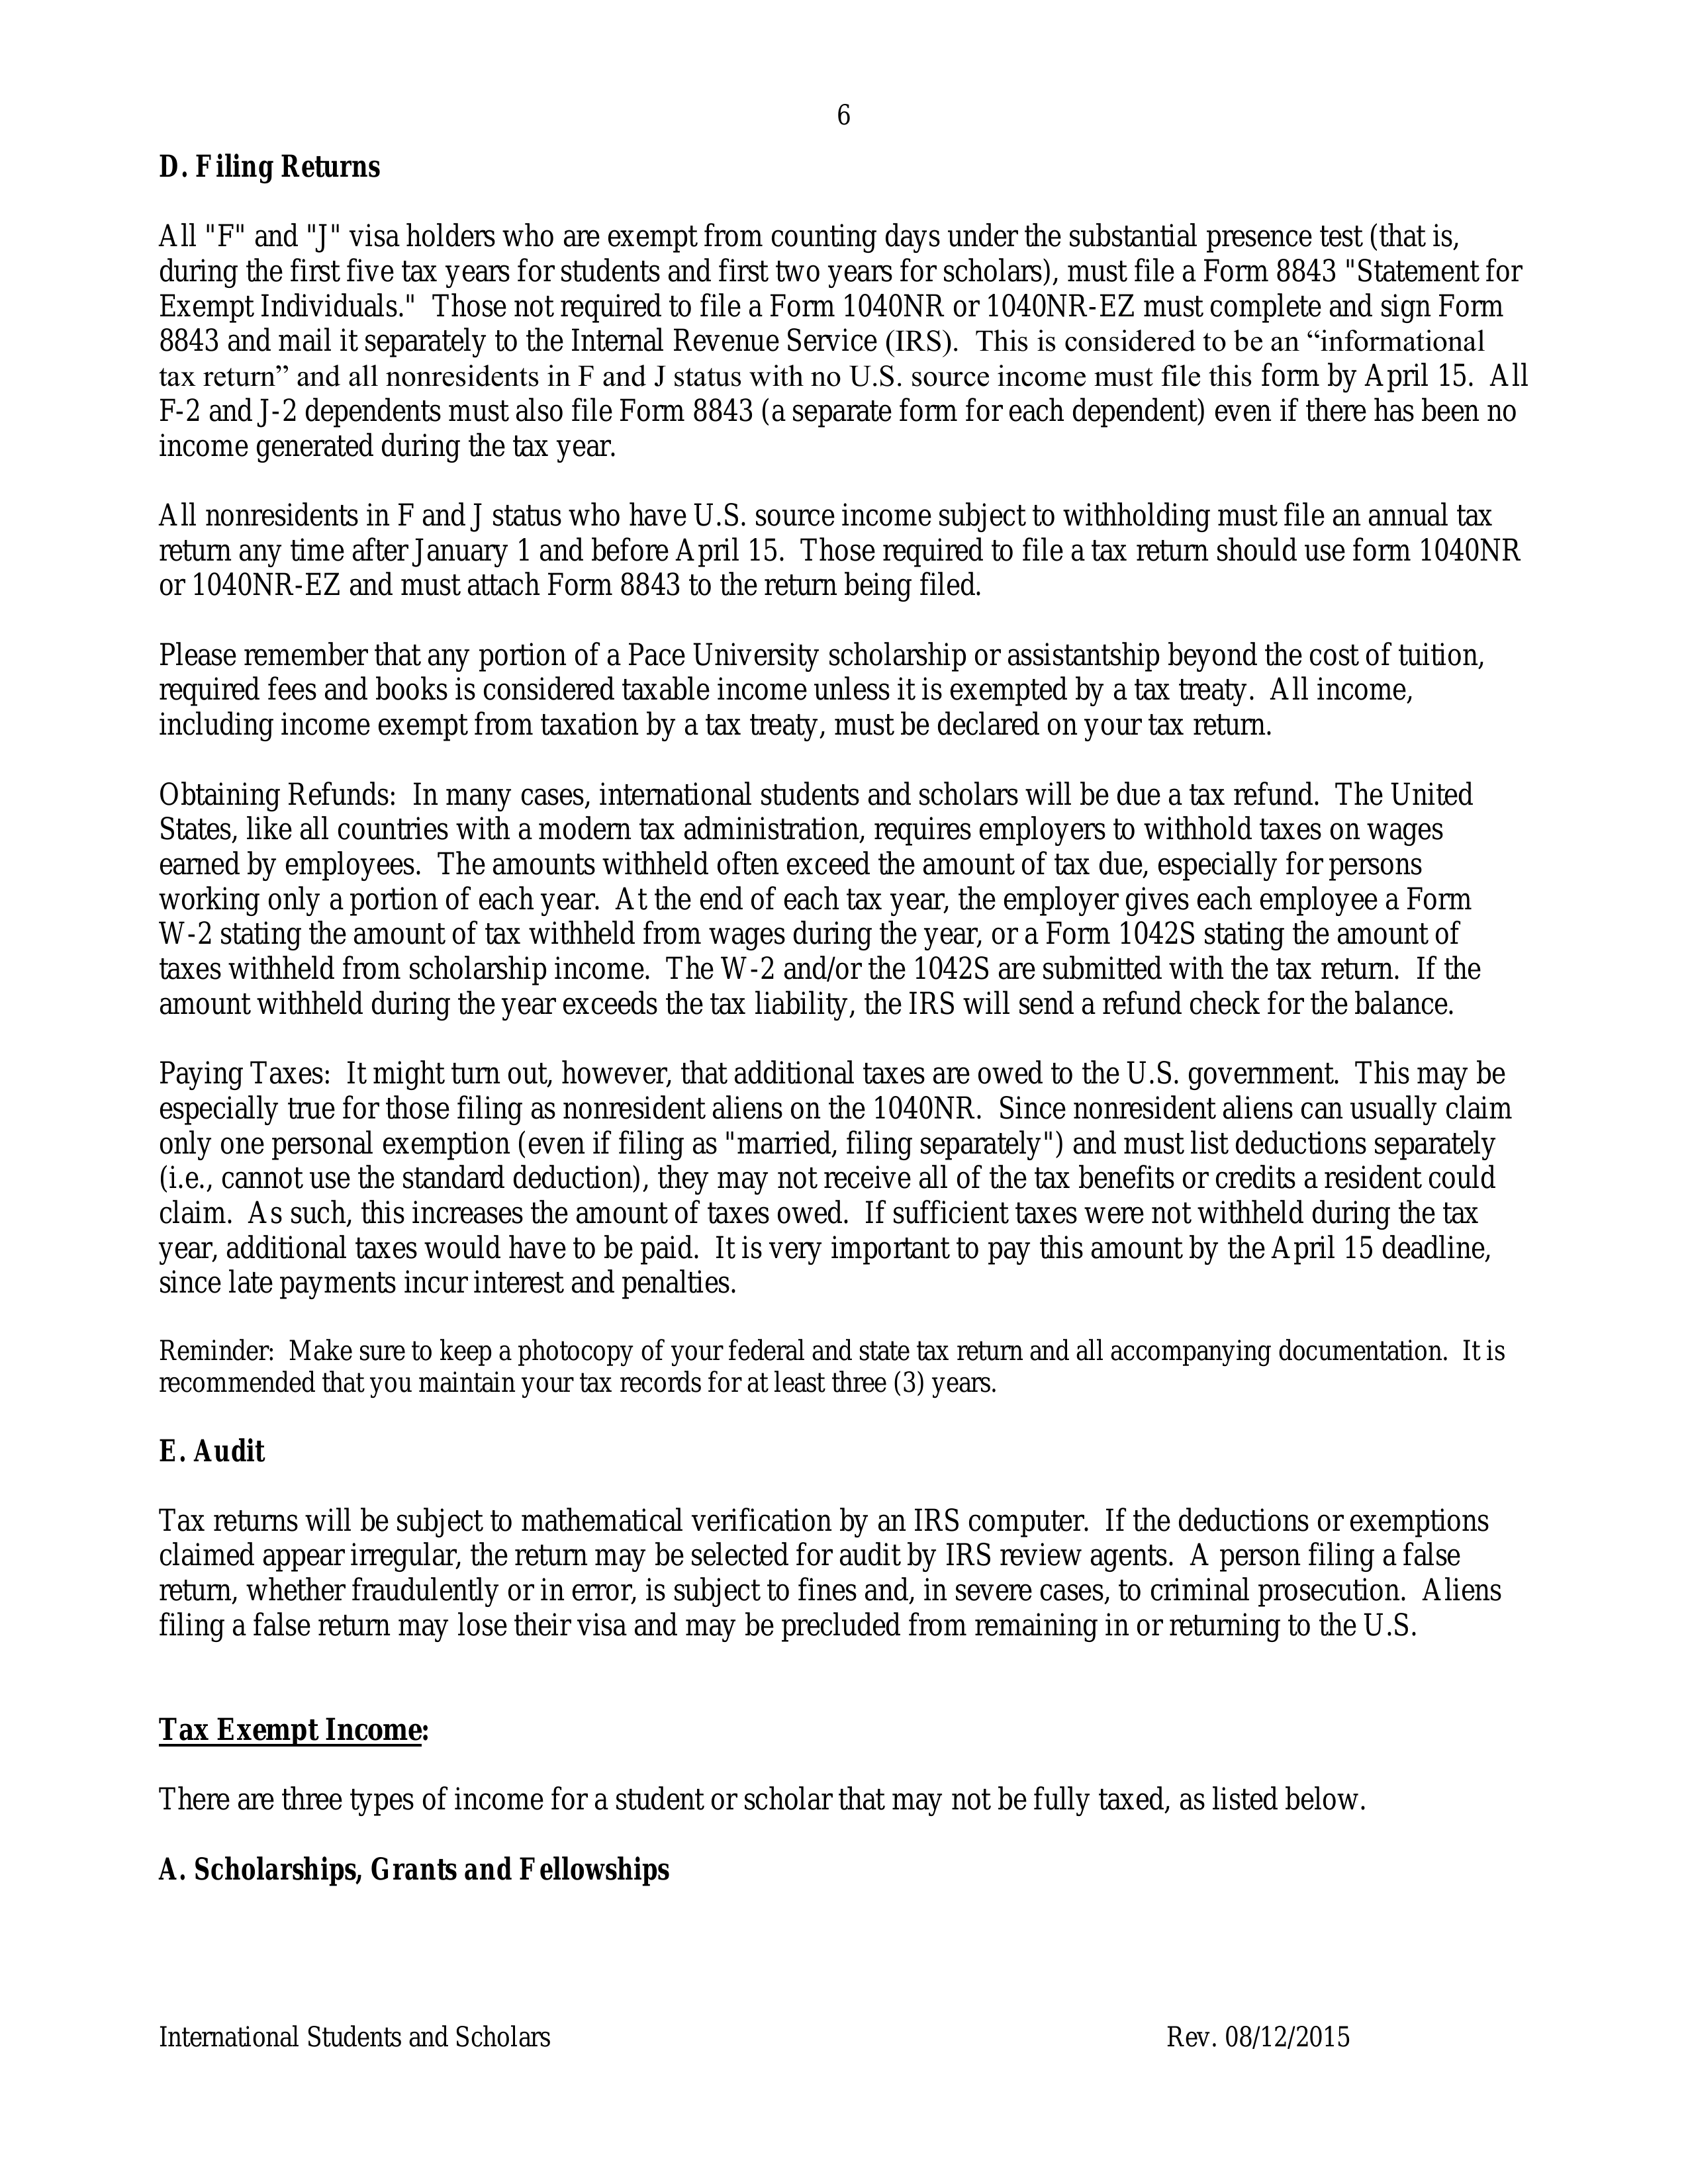 6
D. Filing Returns
All "F" and "J" visa holders who are exempt from counting days under the substantial presence test (that is,
during the first five tax years for students and first two years for scholars), must file a Form 8843 "Statement for
Exempt Individuals."  Those not required to file a Form 1040NR or 1040NR-EZ must complete and sign Form
8843 and mail it separately to the Internal Revenue Service (IRS).  This is considered to be an “informational
tax return” and all nonresidents in F and J status with no U.S. source income must file this form by April 15.  All
F-2 and J-2 dependents must also file Form 8843 (a separate form for each dependent) even if there has been no
income generated during the tax year.
All nonresidents in F and J status who have U.S. source income subject to withholding must file an annual tax
return any time after January 1 and before April 15.  Those required to file a tax return should use form 1040NR
or 1040NR-EZ and must attach Form 8843 to the return being filed.
Please remember that any portion of a Pace University scholarship or assistantship beyond the cost of tuition,
required fees and books is considered taxable income unless it is exempted by a tax treaty.  All income,
including income exempt from taxation by a tax treaty, must be declared on your tax return.
Obtaining Refunds:  In many cases, international students and scholars will be due a tax refund.  The United
States, like all countries with a modern tax administration, requires employers to withhold taxes on wages
earned by employees.  The amounts withheld often exceed the amount of tax due, especially for persons
working only a portion of each year.  At the end of each tax year, the employer gives each employee a Form
W-2 stating the amount of tax withheld from wages during the year, or a Form 1042S stating the amount of
taxes withheld from scholarship income.  The W-2 and/or the 1042S are submitted with the tax return.  If the
amount withheld during the year exceeds the tax liability, the IRS will send a refund check for the balance.
Paying Taxes:  It might turn out, however, that additional taxes are owed to the U.S. government.  This may be
especially true for those filing as nonresident aliens on the 1040NR.  Since nonresident aliens can usually claim
only one personal exemption (even if filing as "married, filing separately") and must list deductions separately
(i.e., cannot use the standard deduction), they may not receive all of the tax benefits or credits a resident could
claim.  As such, this increases the amount of taxes owed.  If sufficient taxes were not withheld during the tax
year, additional taxes would have to be paid.  It is very important to pay this amount by the April 15 deadline,
since late payments incur interest and penalties.
Reminder:  Make sure to keep a photocopy of your federal and state tax return and all accompanying documentation.  It is
recommended that you maintain your tax records for at least three (3) years.
E. Audit
Tax returns will be subject to mathematical verification by an IRS computer.  If the deductions or exemptions
claimed appear irregular, the return may be selected for audit by IRS review agents.  A person filing a false
return, whether fraudulently or in error, is subject to fines and, in severe cases, to criminal prosecution.  Aliens
filing a false return may lose their visa and may be precluded from remaining in or returning to the U.S.
Tax Exempt Income:
There are three types of income for a student or scholar that may not be fully taxed, as listed below.
A. Scholarships, Grants and Fellowships
International Students and Scholars Rev. 08/12/2015